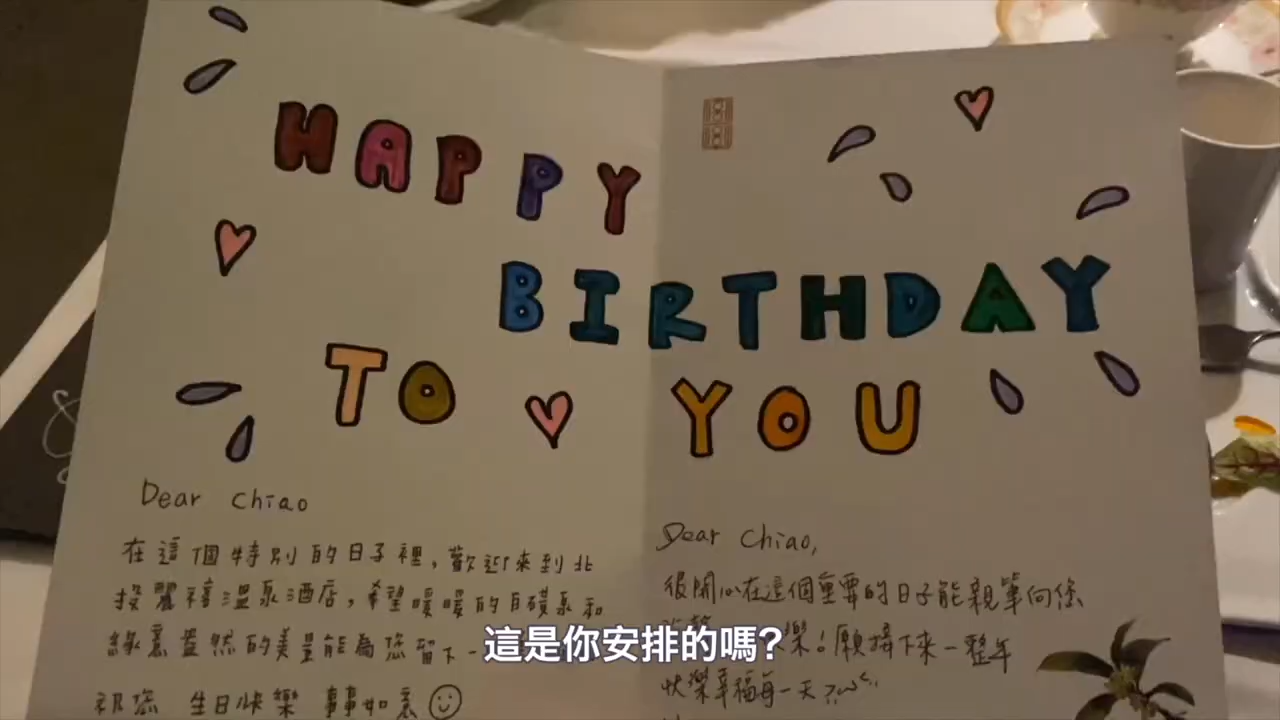 HAPPY
BIRTHDAY
TO YOU
Dear Chiao
在這個特別的日子裡,歡迎來到北
投麗禧溫泉酒店,希望暖暖的白磺泉和
綠意盎然的美景能為您留下一
祝您 生日快樂 事事如意
Dear Chiao,
很開心在這個重要的日子能親筆向您
樂!願接下來一整年
快樂幸福每一天
這是你安排的嗎?